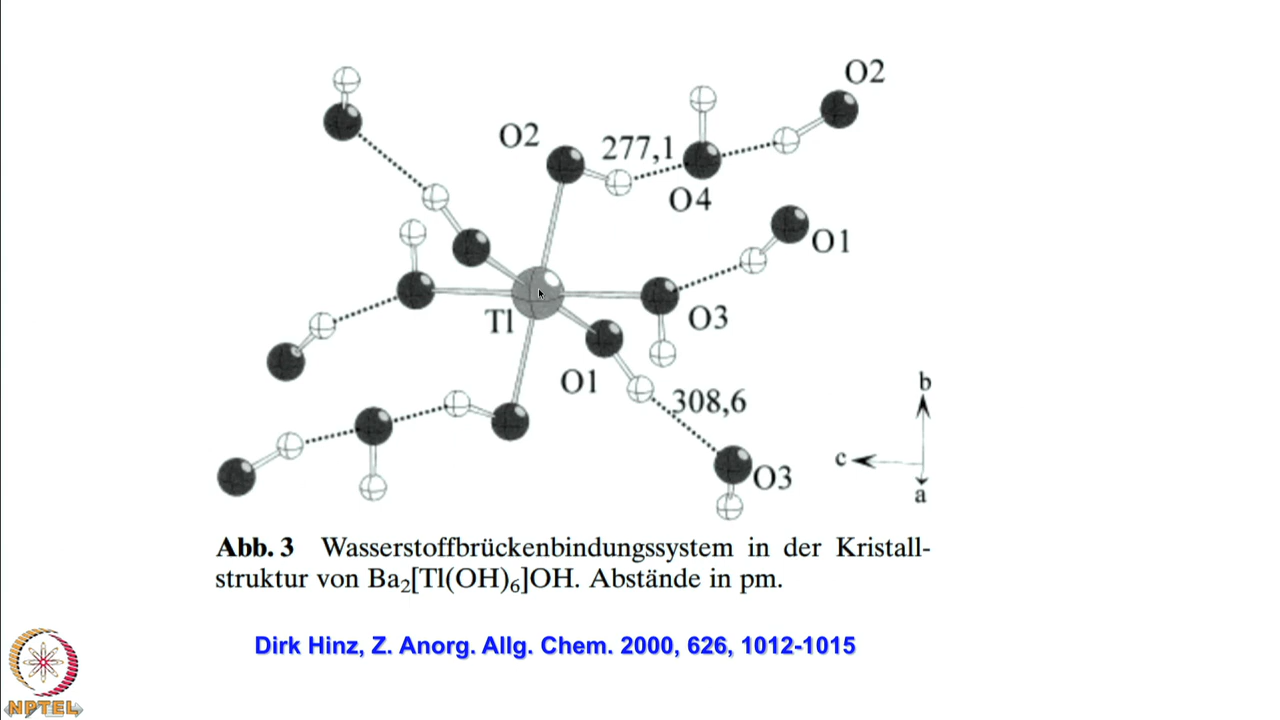 O2
O2
277,1
O4
O1
Tl
O3
O1
b
308,6
c
O3
a
Abb. 3 Wasserstoffbrückenbindungssystem in der Kristall-
struktur von Ba₂[Tl(OH)₆]OH. Abstände in pm.
Dirk Hinz, Z. Anorg. Allg. Chem. 2000, 626, 1012-1015
NPTEL